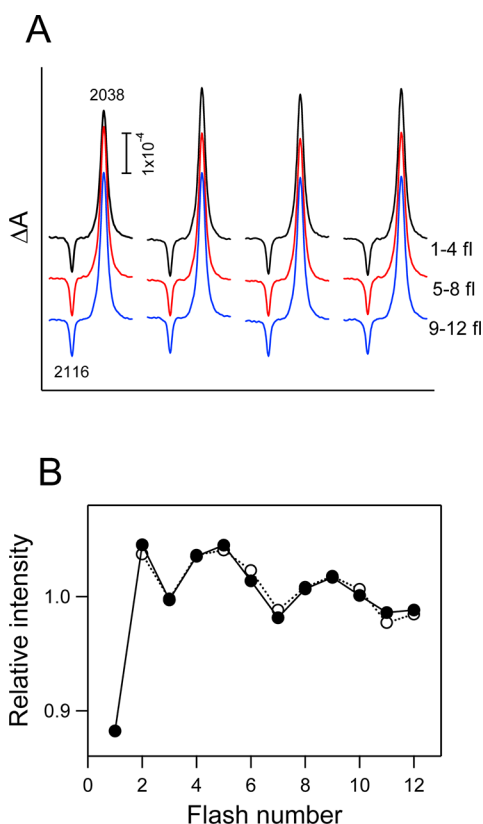 A
2038
1x10-4
ΔA
1-4 fl
5-8 fl
9-12 fl
2116
B
Relative intensity
1.0
0.9
0 2 4 6 8 10 12
Flash number